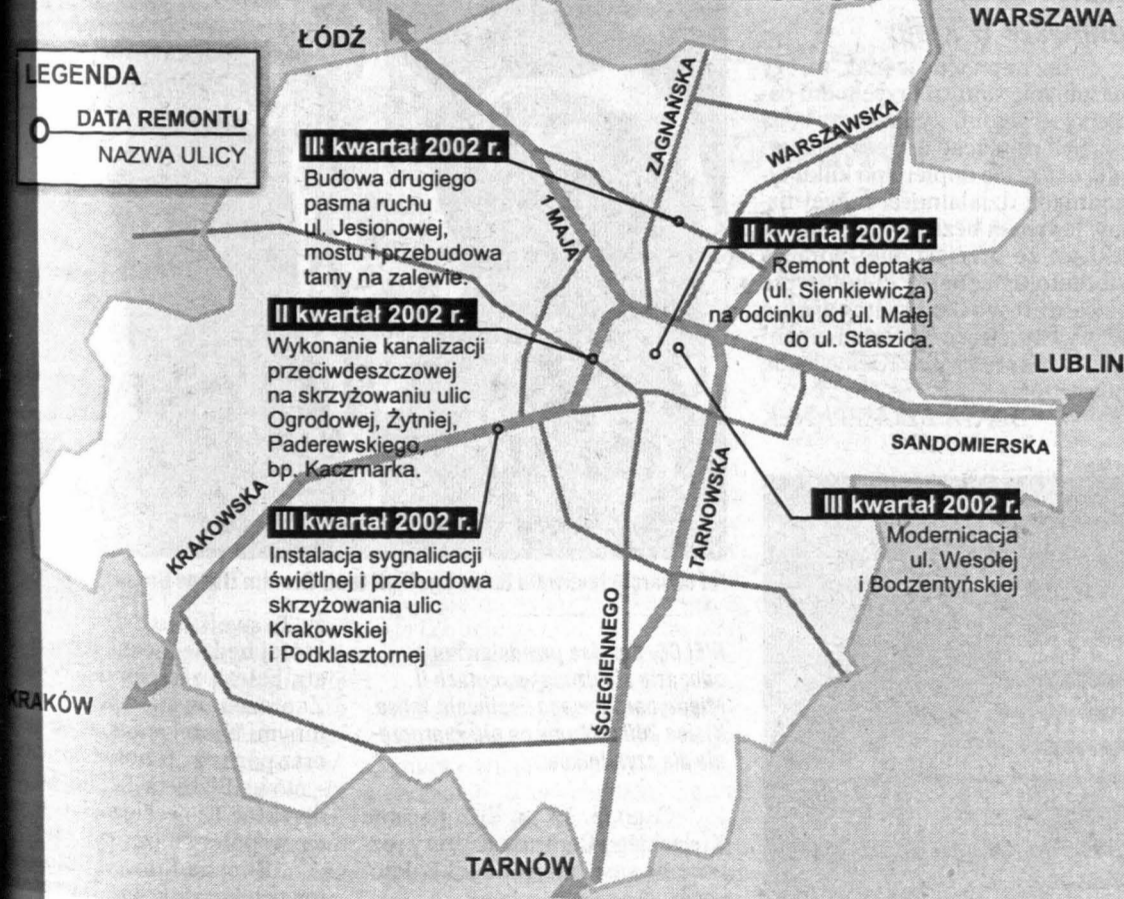 WARSZAWA
ŁÓDŹ
LEGENDA
DATA REMONTU
NAZWA ULICY
ZAGNAŃSKA
WARSZAWSKA
1 MAJA
III kwartał 2002 r.
Budowa drugiego
pasma ruchu
ul. Jesionowej,
mostu i przebudowa
tamy na zalewie.
II kwartał 2002 r.
Remont deptaka
(ul. Sienkiewicza)
na odcinku od ul. Małej
do ul. Staszica.
II kwartał 2002 r.
Wykonanie kanalizacji
przeciwdęszczowej
na skrzyżowaniu ulic
Ogrodowej, Żytniej,
Paderewskiego,
bp. Kaczmarka.
LUBLIN
SANDOMIERSKA
KRAKOWSKA
TARNOWSKA
III kwartał 2002 r.
Modernicacja
ul. Wesołej
i Bodzentyńskiej
III kwartał 2002 r.
Instalacja sygnalicacji
świetlnej i przebudowa
skrzyżowania ulic
Krakowskiej
i Podklasztornej
ŚCIEGIENNEGO
KRAKÓW
TARNÓW